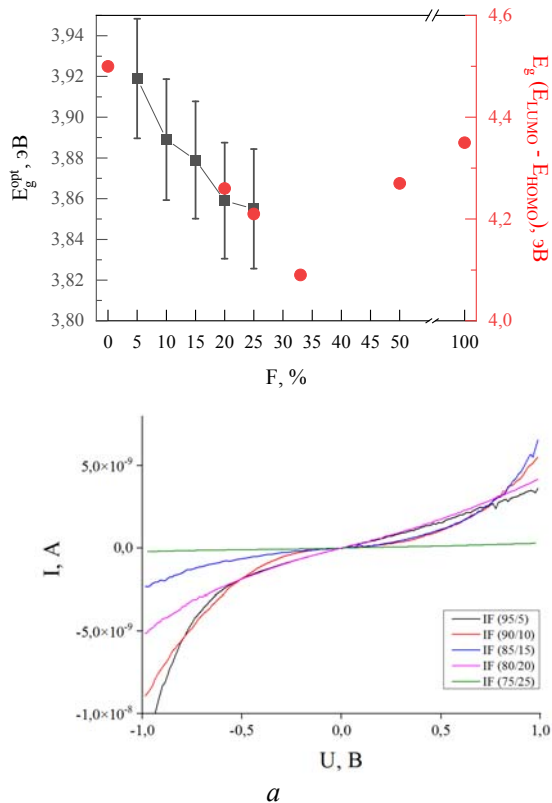 3,94
3,92
3,90
3,88
3,86
3,84
3,82
3,80
E_g^opt, эВ
4,6
4,4
4,2
4,0
E_g (E_LUMO - E_HOMO), эВ
0 5 10 15 20 25 30 35 40 45 50 100
F, %
5,0×10⁻⁹
0,0
-5,0×10⁻⁹
-1,0×10⁻⁸
I, A
IF (95/5)
IF (90/10)
IF (85/15)
IF (80/20)
IF (75/25)
-1,0 -0,5 0,0 0,5 1,0
U, В
а